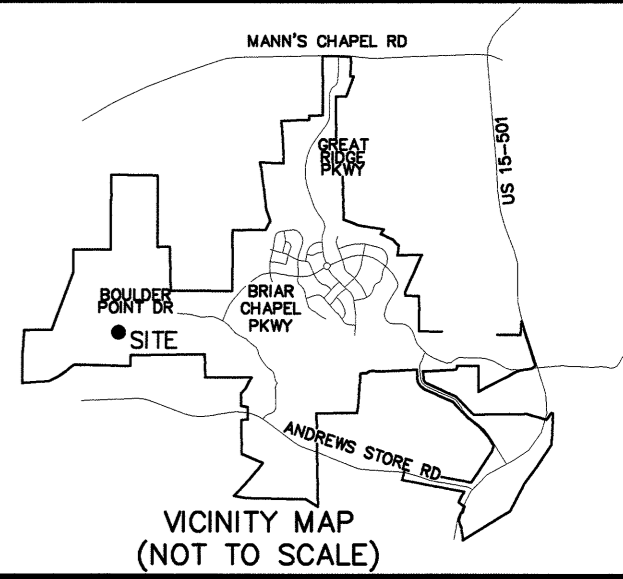 MANN'S CHAPEL RD
US 15-501
GREAT
RIDGE
PKWY
BOULDER
POINT DR
SITE
BRIAR
CHAPEL
PKWY
ANDREWS STORE RD
VICINITY MAP
(NOT TO SCALE)